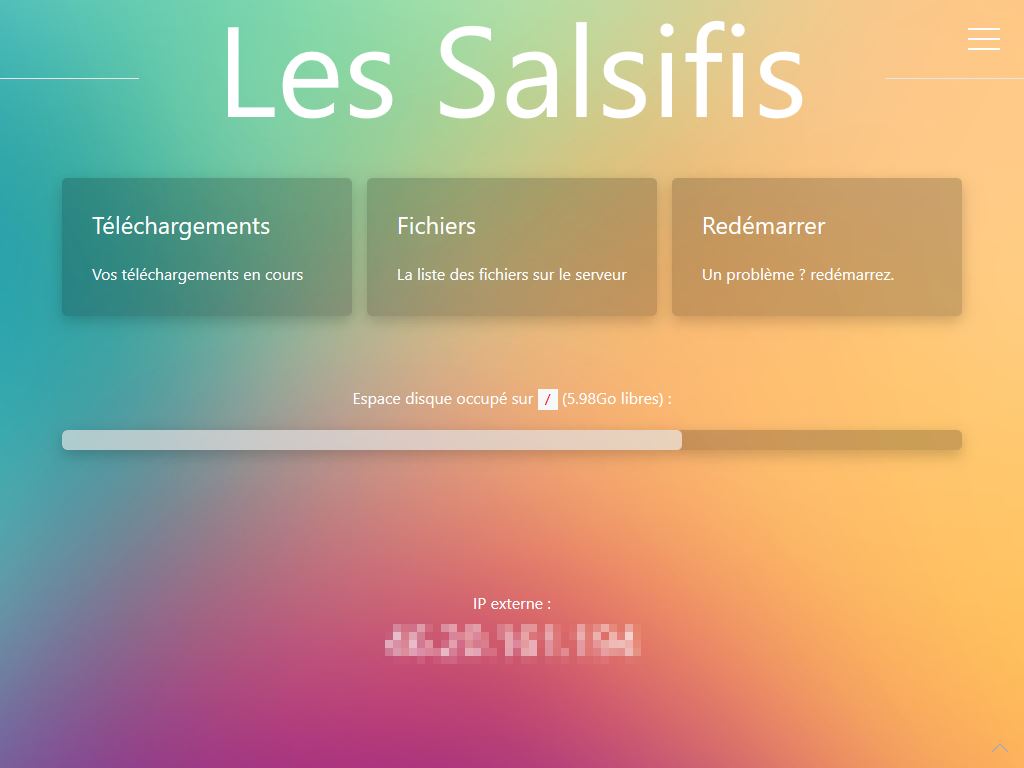 Les Salsifis
Téléchargements
Vos téléchargements en cours
Fichiers
La liste des fichiers sur le serveur
Redémarrer
Un problème ? redémarrez.
Espace disque occupé sur / (5.98Go libres) :
IP externe :